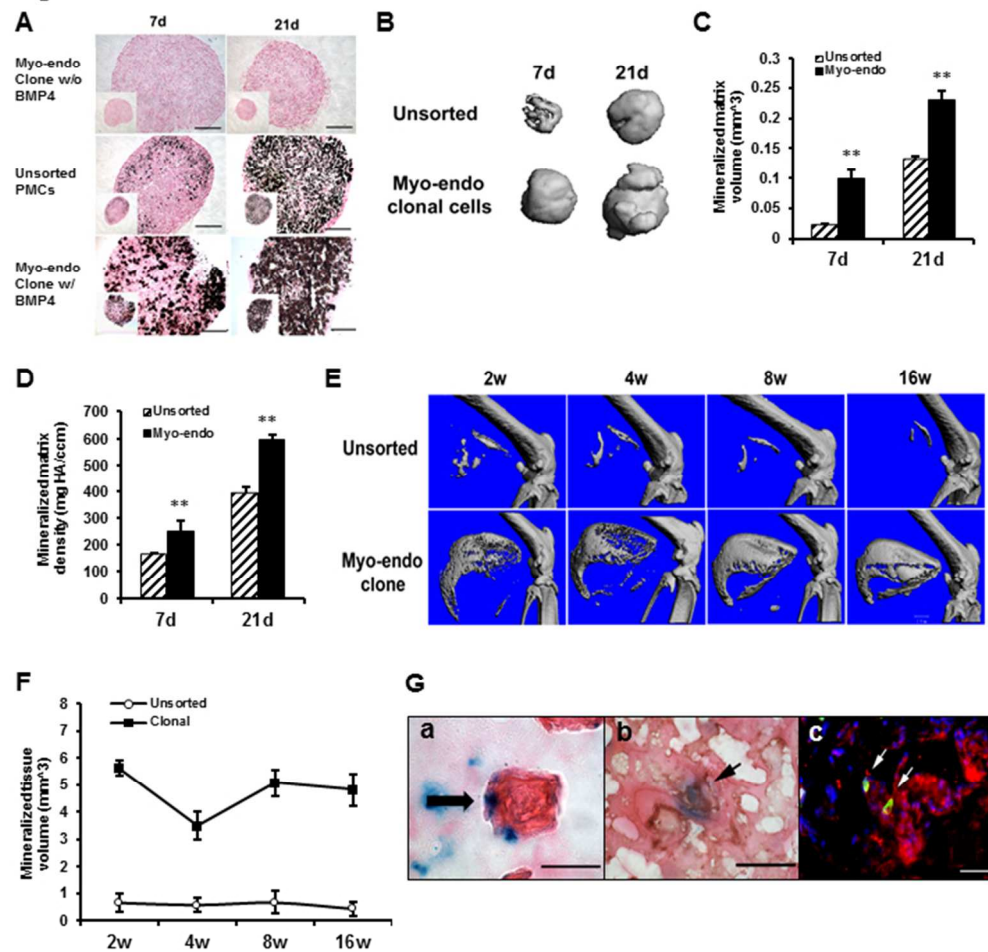 A
7d 21d
Myo-endo
Clone w/o
BMP4
Unsorted
PMCs
Myo-endo
Clone w/
BMP4
B
7d 21d
Unsorted
Myo-endo
clonal cells
C
Unsorted
Myo-endo
Mineralized matrix
volume (mm^3)
0.3
0.25
0.2
0.15
0.1
0.05
0
**
**
7d 21d
D
Unsorted
Myo-endo
Mineralized matrix
density (mg HA/ccm)
700
600
500
400
300
200
100
0
**
**
7d 21d
E
2w 4w 8w 16w
Unsorted
Myo-endo
clone
F
Unsorted
Clonal
Mineralizedtissue
volume (mm^3)
8
7
6
5
4
3
2
1
0
2w 4w 8w 16w
G
a b c